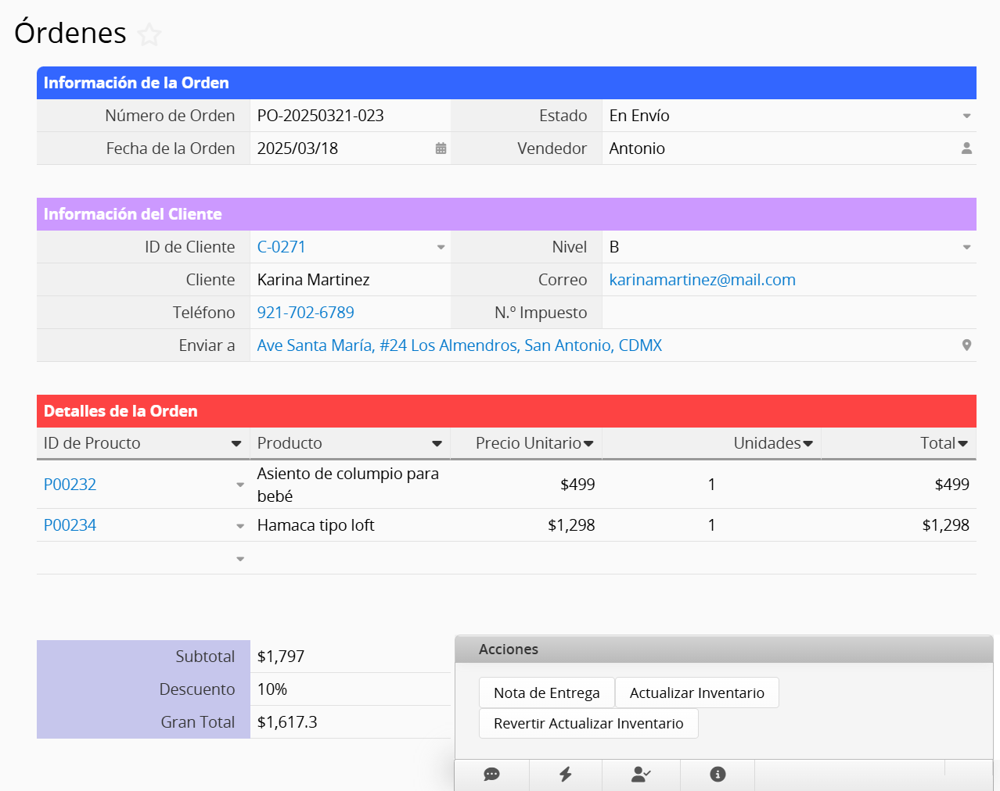 Órdenes
Información de la Orden
Número de Orden PO-20250321-023 Estado En Envío
Fecha de la Orden 2025/03/18 Vendedor Antonio
Información del Cliente
ID de Cliente C-0271 Nivel B
Cliente Karina Martinez Correo karinamartinez@mail.com
Teléfono 921-702-6789 N.º Impuesto
Enviar a Ave Santa María, #24 Los Almendros, San Antonio, CDMX
Detalles de la Orden
ID de Proucto Producto Precio Unitario Unidades Total
P00232 Asiento de columpio para bebé $499 1 $499
P00234 Hamaca tipo loft $1,298 1 $1,298
Subtotal $1,797
Descuento 10%
Gran Total $1,617.3
Acciones
Nota de Entrega Actualizar Inventario
Revertir Actualizar Inventario